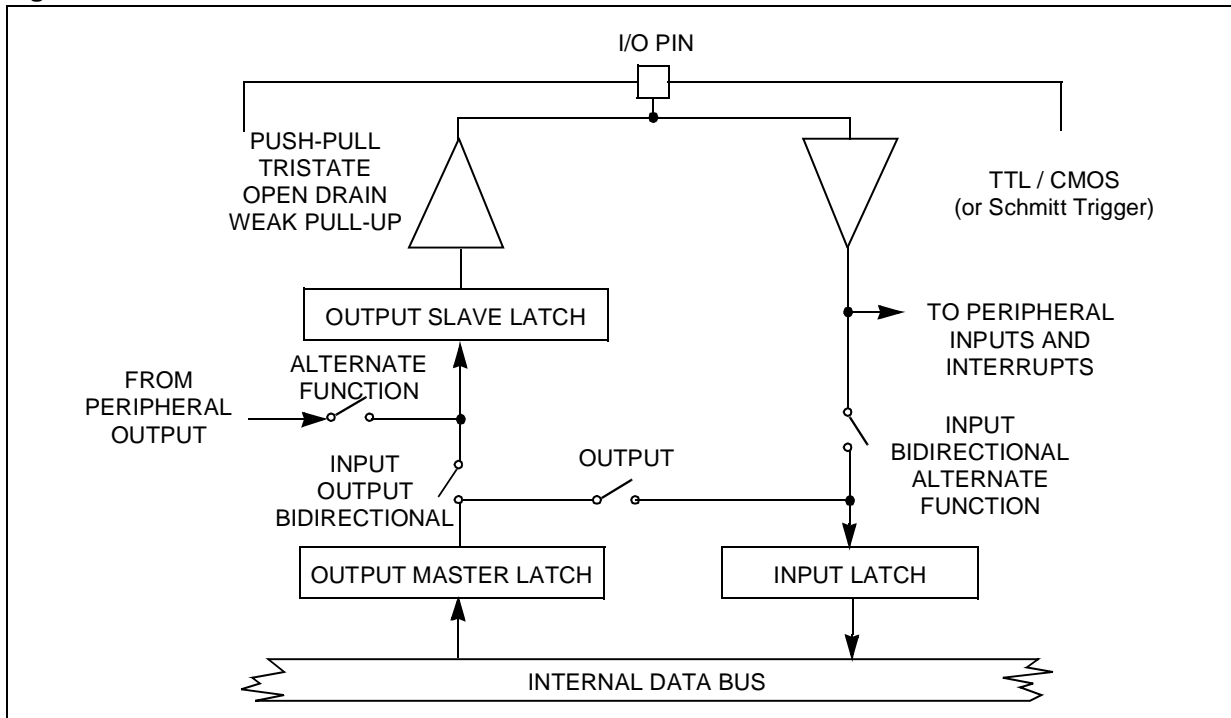 I/O PIN
PUSH-PULL
TRISTATE
OPEN DRAIN
WEAK PULL-UP
TTL / CMOS
(or Schmitt Trigger)
OUTPUT SLAVE LATCH
TO PERIPHERAL
INPUTS AND
INTERRUPTS
ALTERNATE
FUNCTION
FROM
PERIPHERAL
OUTPUT
INPUT
OUTPUT
BIDIRECTIONAL
OUTPUT
INPUT
BIDIRECTIONAL
ALTERNATE
FUNCTION
OUTPUT MASTER LATCH
INPUT LATCH
INTERNAL DATA BUS